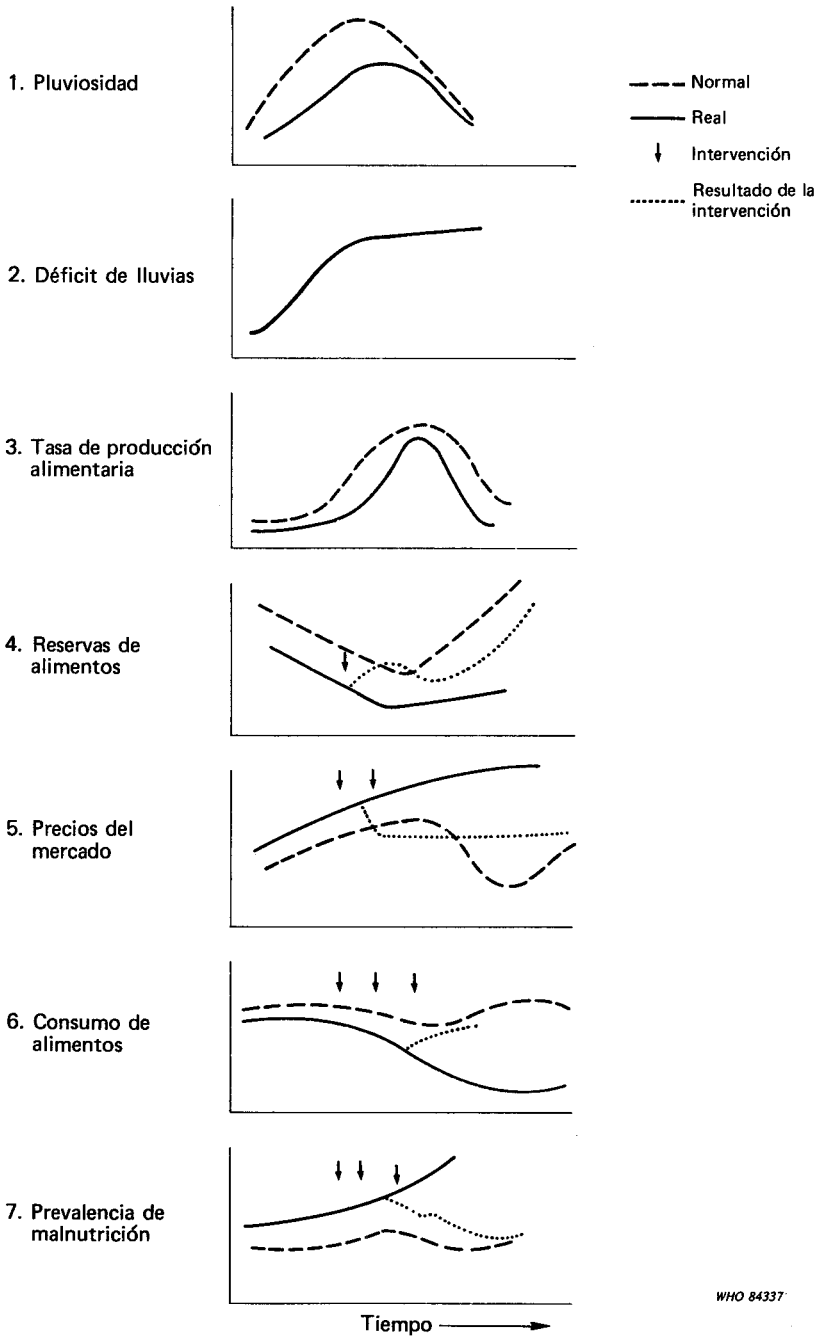 1. Pluviosidad
Normal
Real
Intervención
Resultado de la
intervención
2. Déficit de lluvias
3. Tasa de producción
alimentaria
4. Reservas de
alimentos
5. Precios del
mercado
6. Consumo de
alimentos
7. Prevalencia de
malnutrición
Tiempo
WHO 84337